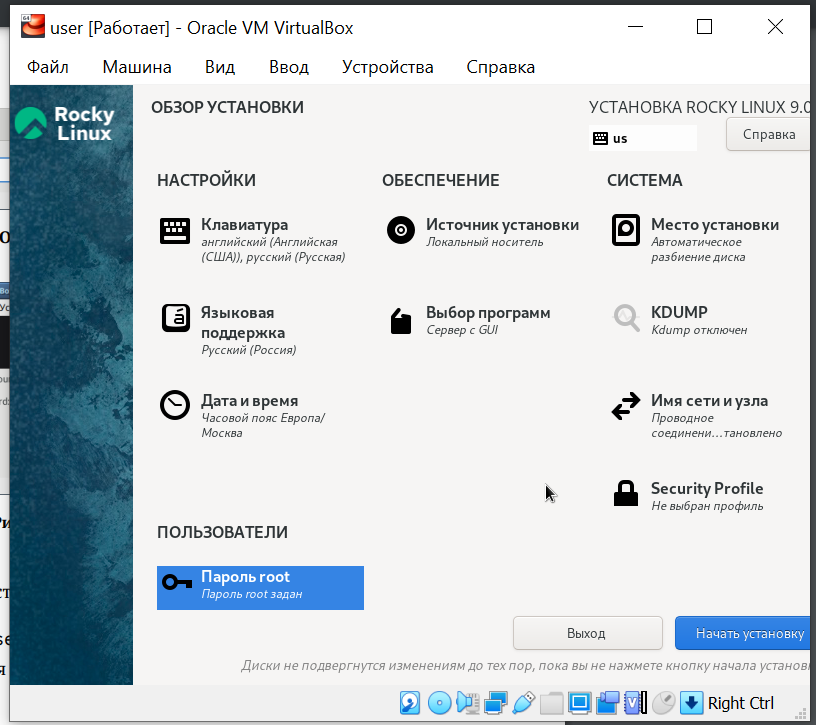 user [Работает] - Oracle VM VirtualBox
Файл Машина Вид Ввод Устройства Справка
Rocky
Linux
ОБЗОР УСТАНОВКИ
УСТАНОВКА ROCKY LINUX 9.0
us
Справка
НАСТРОЙКИ
Клавиатура
английский (Английская
(США)), русский (Русская)
Языковая
поддержка
Русский (Россия)
Дата и время
Часовой пояс Европа/
Москва
ОБЕСПЕЧЕНИЕ
Источник установки
Локальный носитель
Выбор программ
Сервер с GUI
СИСТЕМА
Место установки
Автоматическое
разбиение диска
KDUMP
Kdump отключен
Имя сети и узла
Проводное
соединени...тановлено
Security Profile
Не выбран профиль
ПОЛЬЗОВАТЕЛИ
Пароль root
Пароль root задан
Выход
Начать установку
Диски не подвергнутся изменениям до тех пор, пока вы не нажмете кнопку начала установ
Right Ctrl